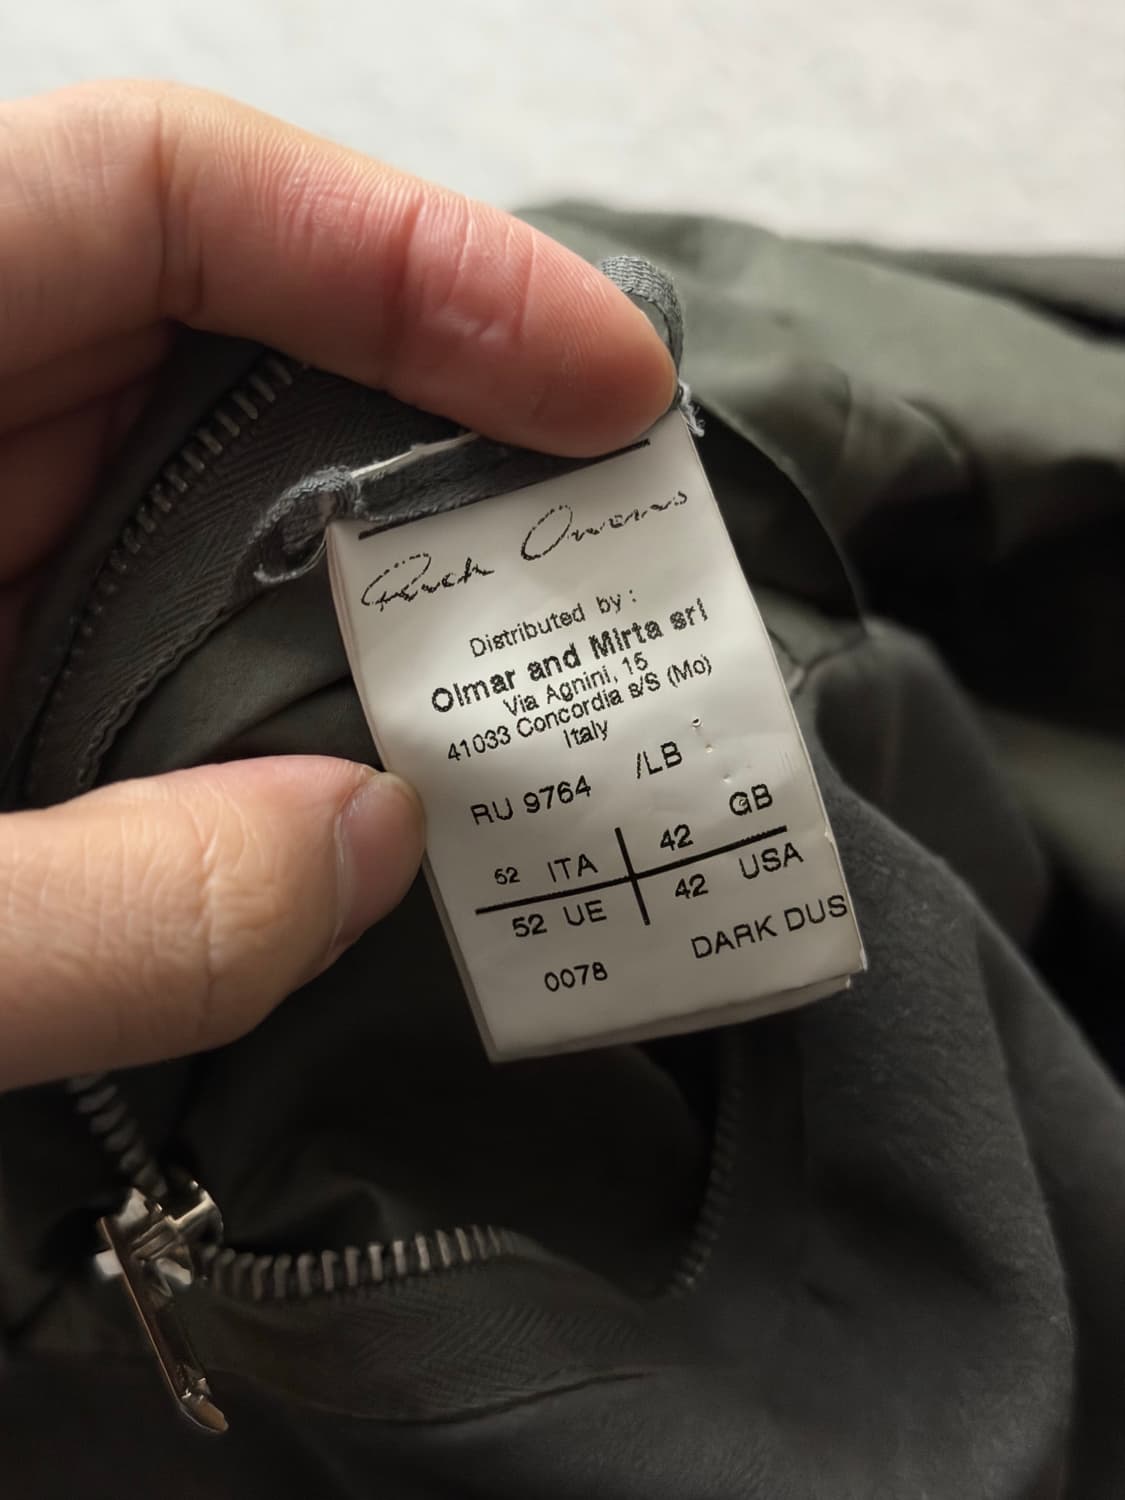 Rick Owens
Distributed by :
Olmar and Mirta srl
Via Agnini, 15
41033 Concordia s/S (Mo)
Italy
RU 9764 /LB
52 ITA 42 GB
52 UE 42 USA
0078 DARK DUS